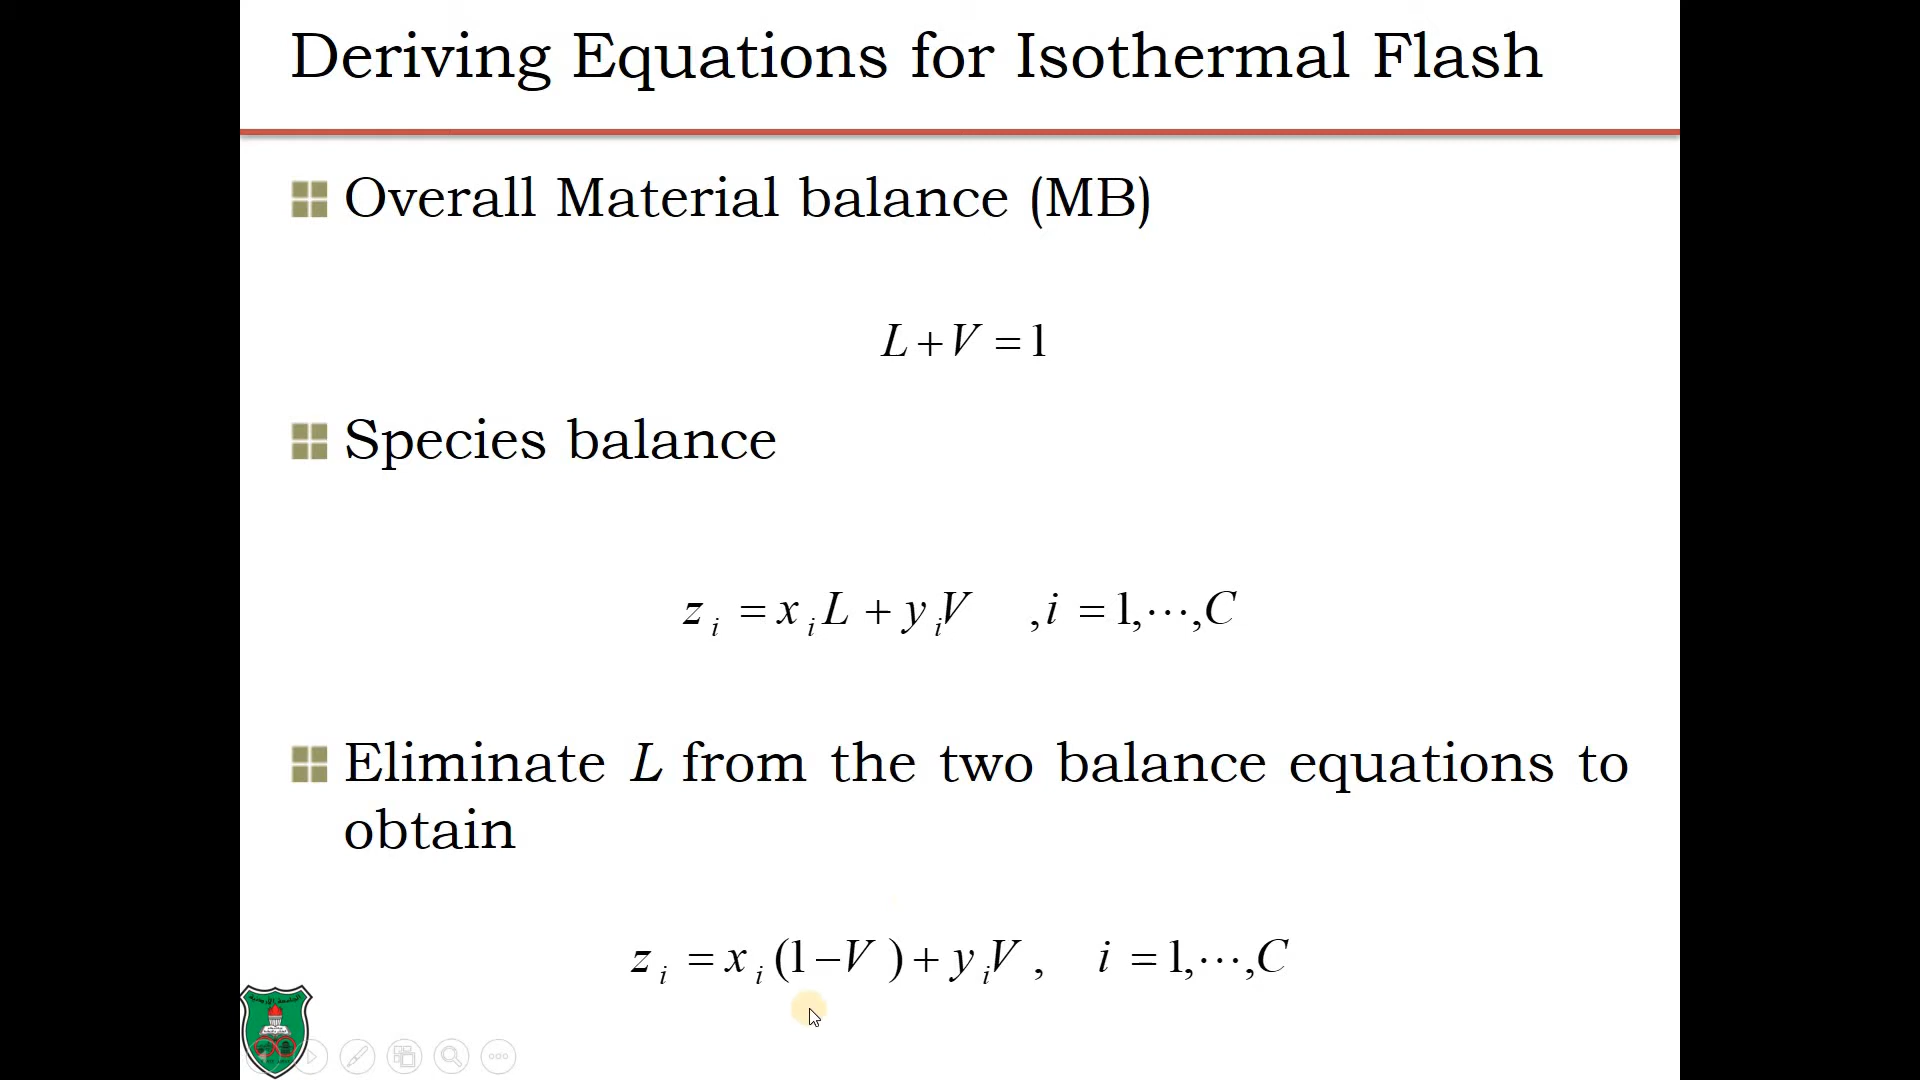 Deriving Equations for Isothermal Flash
Overall Material balance (MB)
L + V = 1
Species balance
z_i = x_i L + y_i V , i = 1,⋯,C
Eliminate L from the two balance equations to
obtain
z_i = x_i (1 − V) + y_i V , i = 1,⋯,C